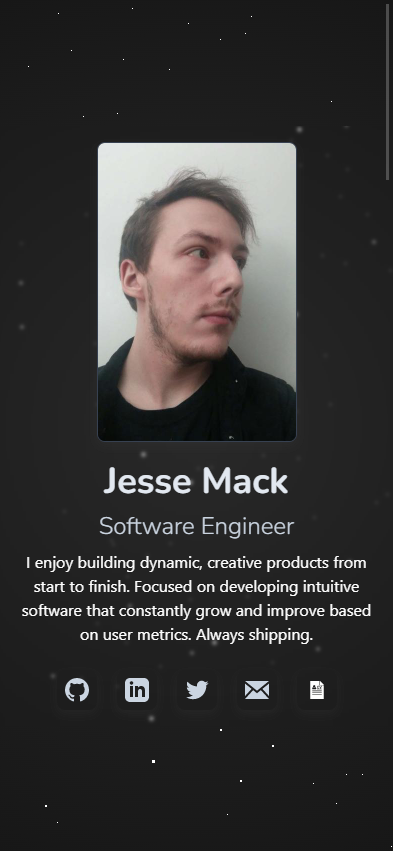 Jesse Mack
Software Engineer
I enjoy building dynamic, creative products from
start to finish. Focused on developing intuitive
software that constantly grow and improve based
on user metrics. Always shipping.
in